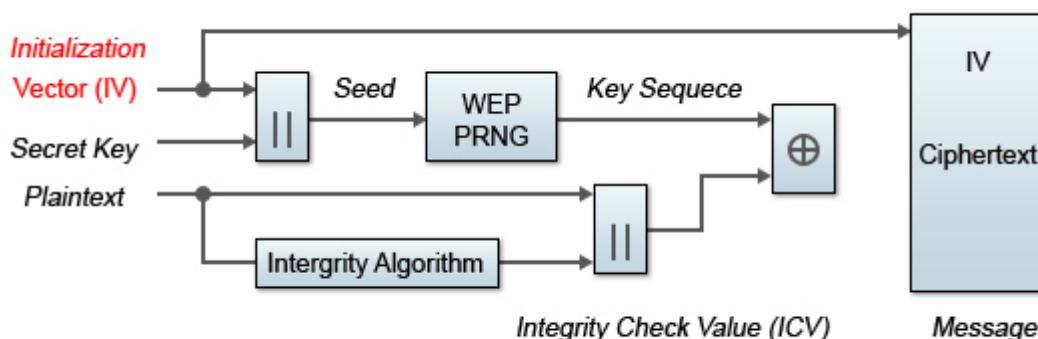 Initialization
Vector (IV)
Secret Key
Plaintext
||
Seed
WEP
PRNG
Key Sequece
Intergrity Algorithm
||
⊕
Integrity Check Value (ICV)
IV
Ciphertext
Message